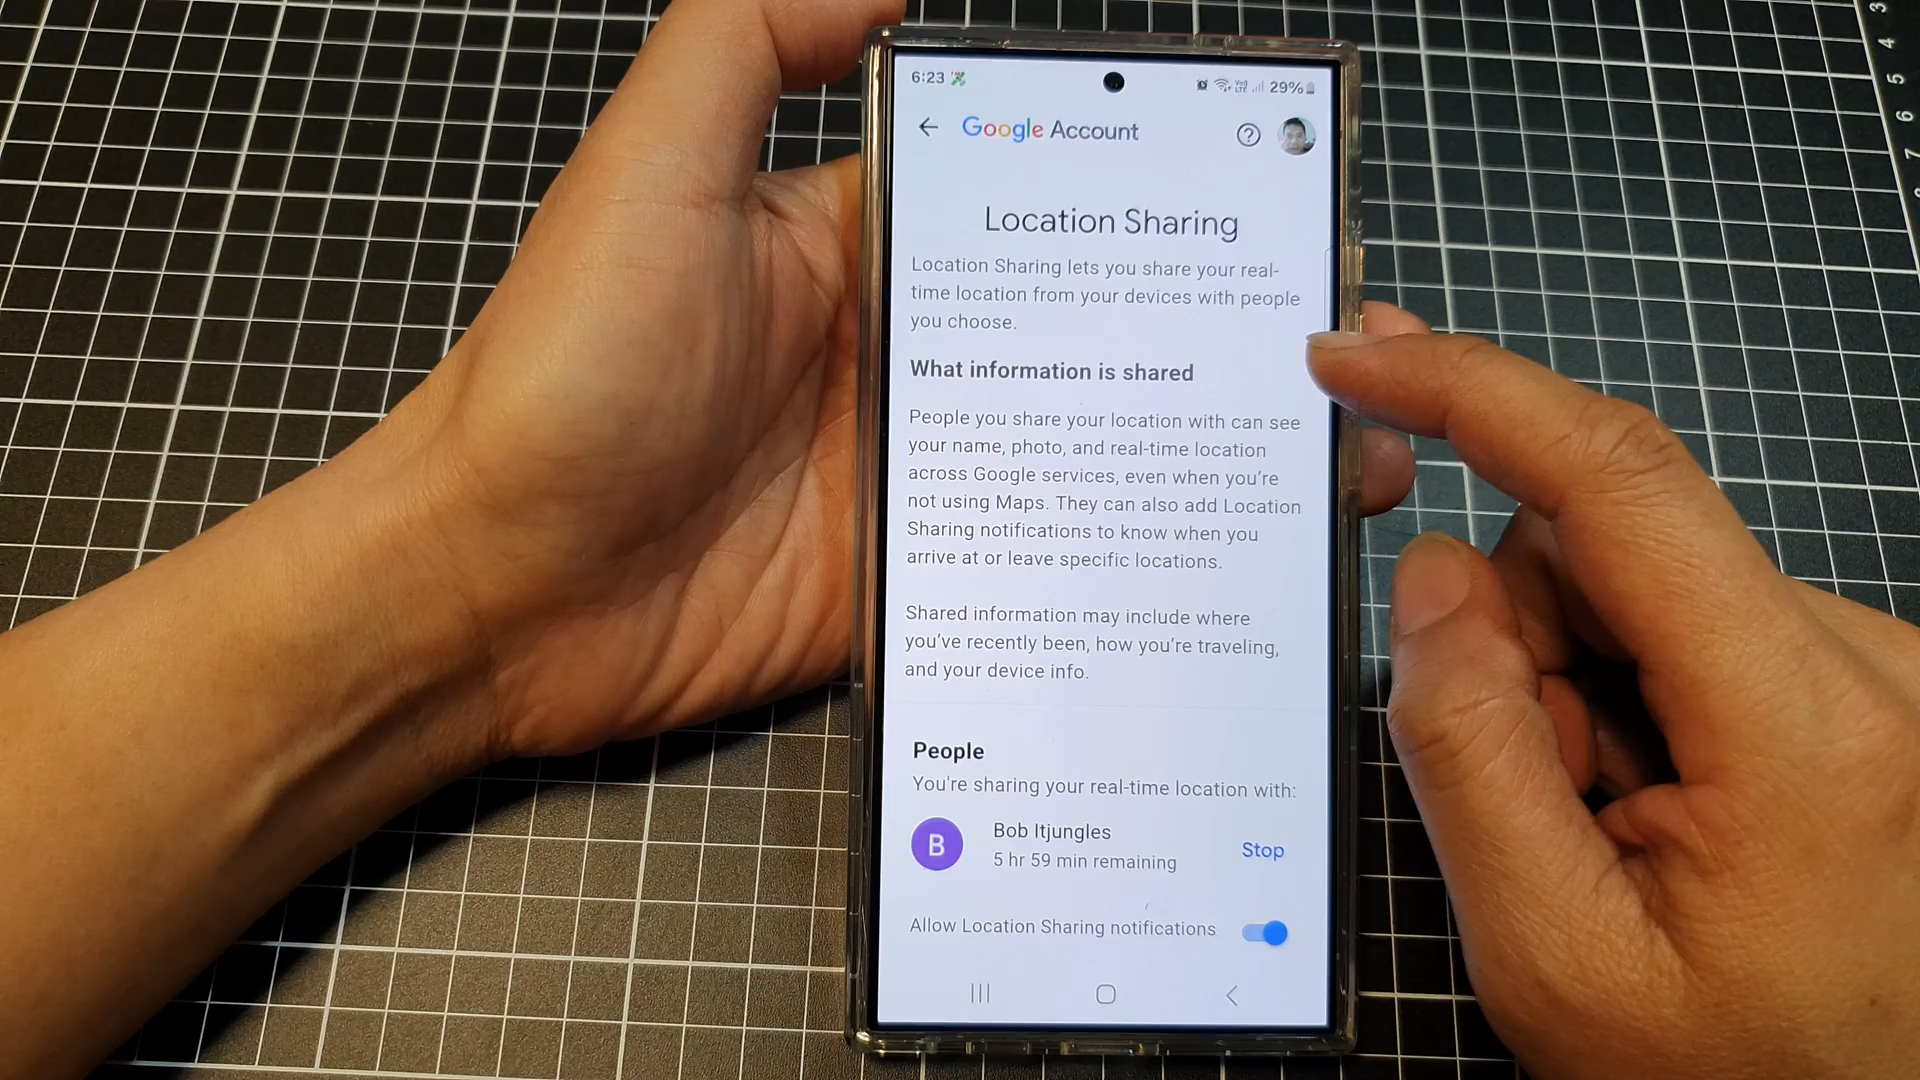 6:23
29%
Google Account
Location Sharing
Location Sharing lets you share your real-
time location from your devices with people
you choose.
What information is shared
People you share your location with can see
your name, photo, and real-time location
across Google services, even when you're
not using Maps. They can also add Location
Sharing notifications to know when you
arrive at or leave specific locations.
Shared information may include where
you've recently been, how you're traveling,
and your device info.
People
You're sharing your real-time location with:
B
Bob Itjungles
5 hr 59 min remaining
Stop
Allow Location Sharing notifications
3
4
5
6
7